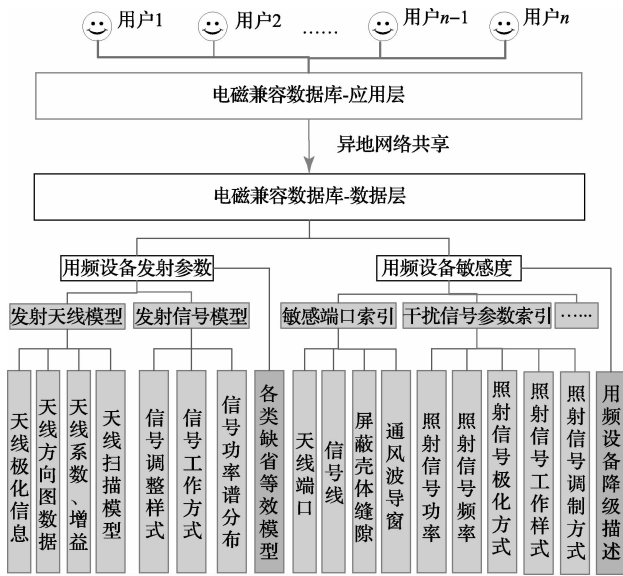 用户1
用户2
……
用户n−1
用户n
电磁兼容数据库-应用层
异地网络共享
电磁兼容数据库-数据层
用频设备发射参数
用频设备敏感度
发射天线模型
发射信号模型
敏感端口索引
干扰信号参数索引
……
天线极化信息
天线方向图数据
天线系数、增益
天线扫描模型
信号调整样式
信号工作方式
信号功率谱分布
各类缺省等效模型
天线端口
信号线
屏蔽壳体缝隙
通风波导窗
照射信号功率
照射信号频率
照射信号极化方式
照射信号工作样式
照射信号调制方式
用频设备降级描述